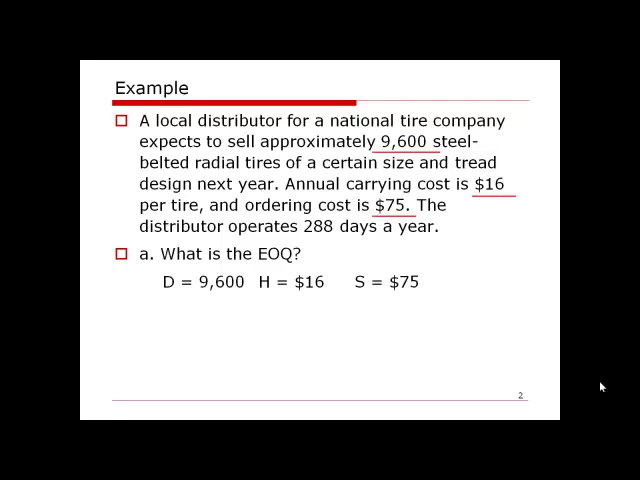 Example
A local distributor for a national tire company
expects to sell approximately 9,600 steel-
belted radial tires of a certain size and tread
design next year. Annual carrying cost is $16
per tire, and ordering cost is $75. The
distributor operates 288 days a year.
a. What is the EOQ?
D = 9,600 H = $16 S = $75
2